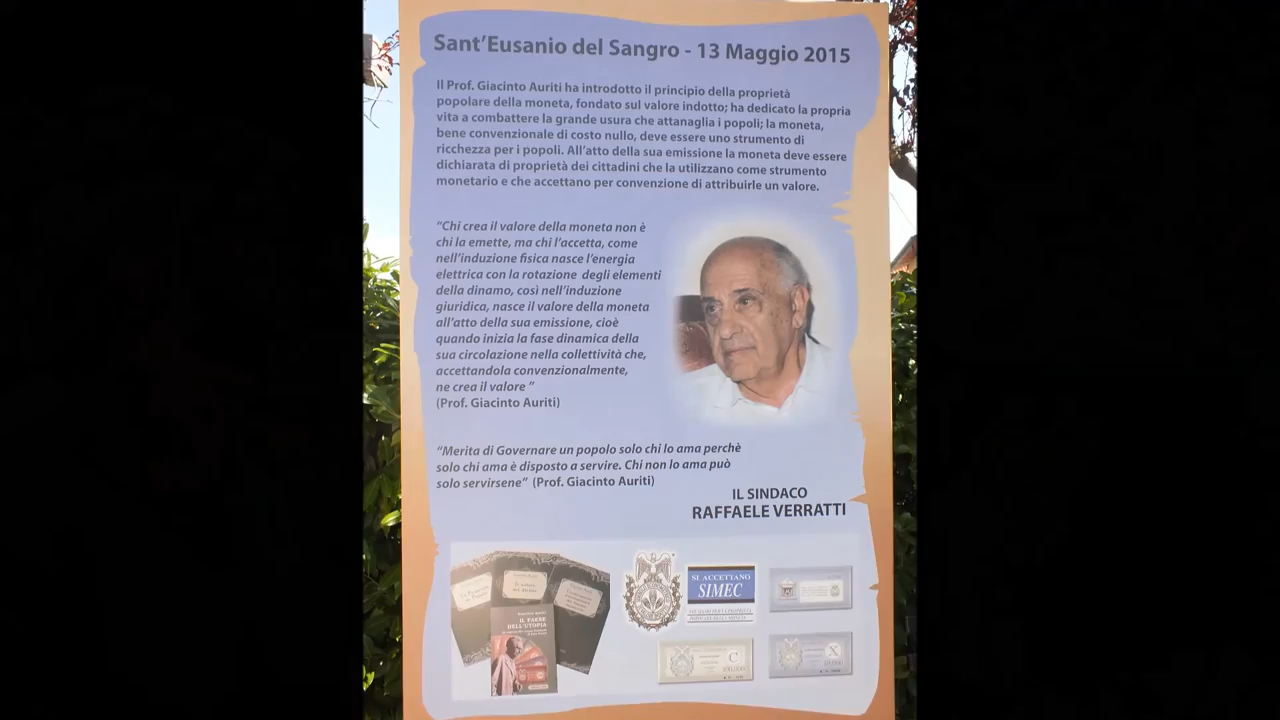 Sant'Eusanio del Sangro - 13 Maggio 2015
Il Prof. Giacinto Auriti ha introdotto il principio della proprietà
popolare della moneta, fondato sul valore indotto; ha dedicato la propria
vita a combattere la grande usura che attanaglia i popoli; la moneta,
bene convenzionale di costo nullo, deve essere uno strumento di
ricchezza per i popoli. All'atto della sua emissione la moneta deve essere
dichiarata di proprietà dei cittadini che la utilizzano come strumento
monetario e che accettano per convenzione di attribuirle un valore.
"Chi crea il valore della moneta non è
chi la emette, ma chi l'accetta, come
nell'induzione fisica nasce l'energia
elettrica con la rotazione degli elementi
della dinamo, così nell'induzione
giuridica, nasce il valore della moneta
all'atto della sua emissione, cioè
quando inizia la fase dinamica della
sua circolazione nella collettività che,
accettandola convenzionalmente,
ne crea il valore "
(Prof. Giacinto Auriti)
"Merita di Governare un popolo solo chi lo ama perchè
solo chi ama è disposto a servire. Chi non lo ama può
solo servirsene" (Prof. Giacinto Auriti)
IL SINDACO
RAFFAELE VERRATTI
IL PAESE
DELL'UTOPIA
SI ACCETTANO
SIMEC
POPOLARE DELLA MONETA
C
X